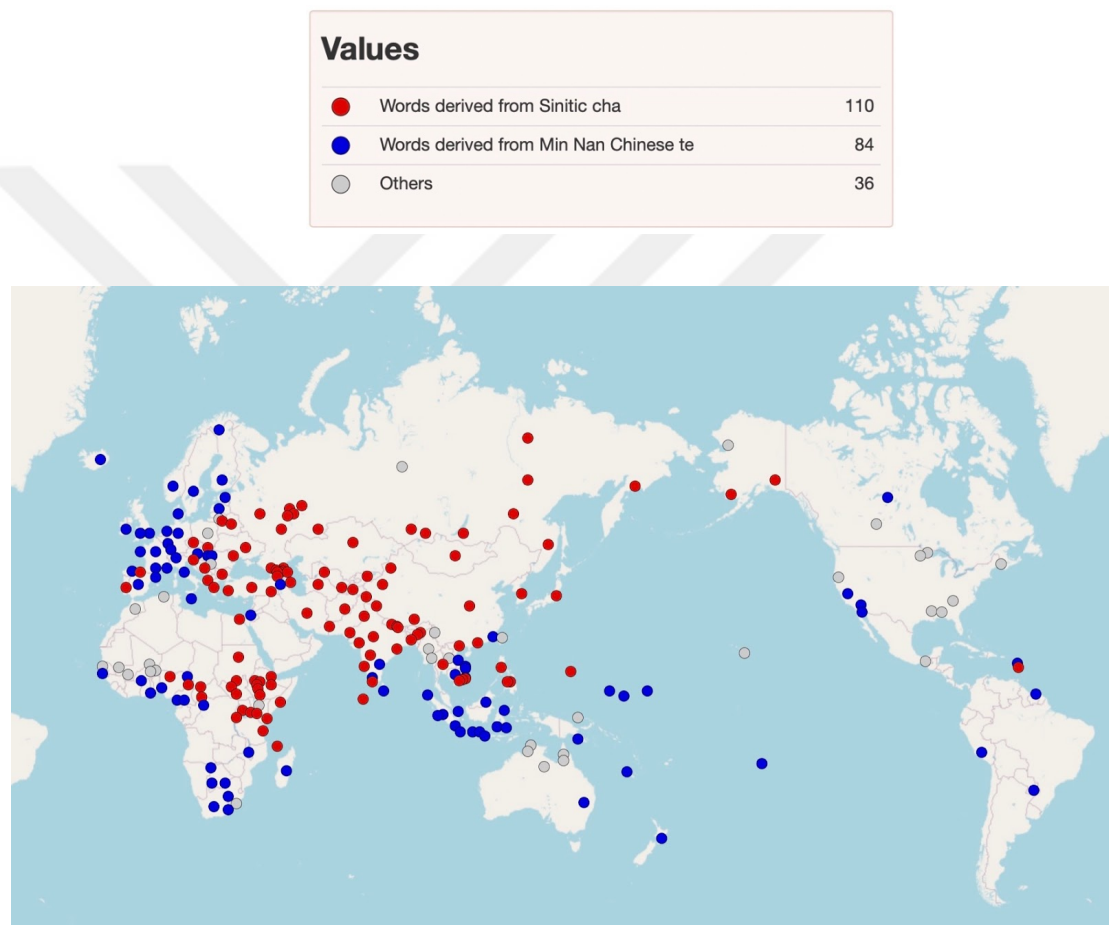 Values
Words derived from Sinitic cha 110
Words derived from Min Nan Chinese te 84
Others 36